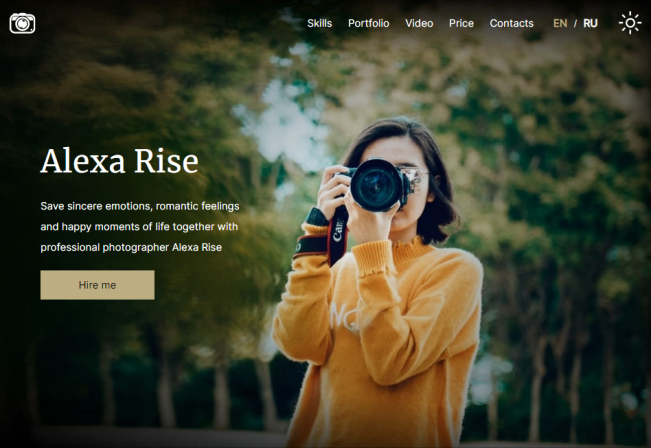 Skills Portfolio Video Price Contacts EN / RU
Alexa Rise
Save sincere emotions, romantic feelings
and happy moments of life together with
professional photographer Alexa Rise
Hire me